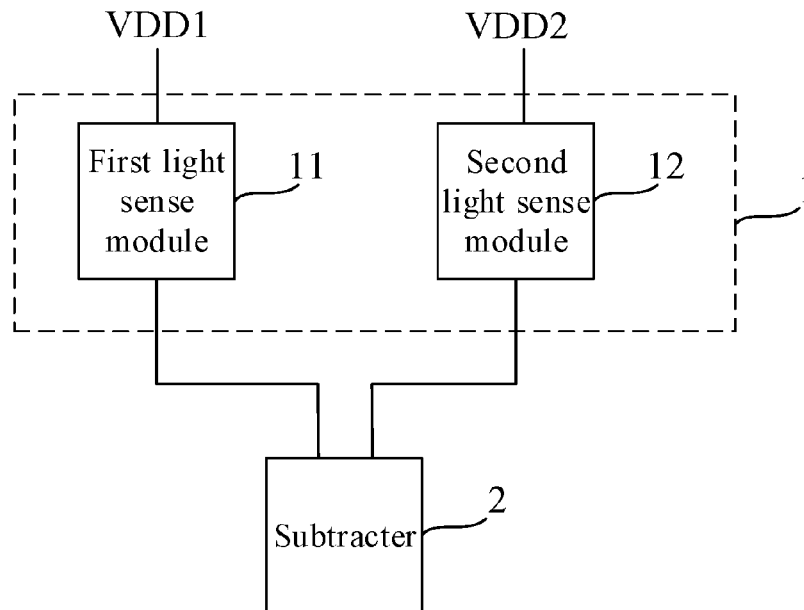 VDD1
VDD2
First light
sense
module
11
Second
light sense
module
12
Subtracter
2